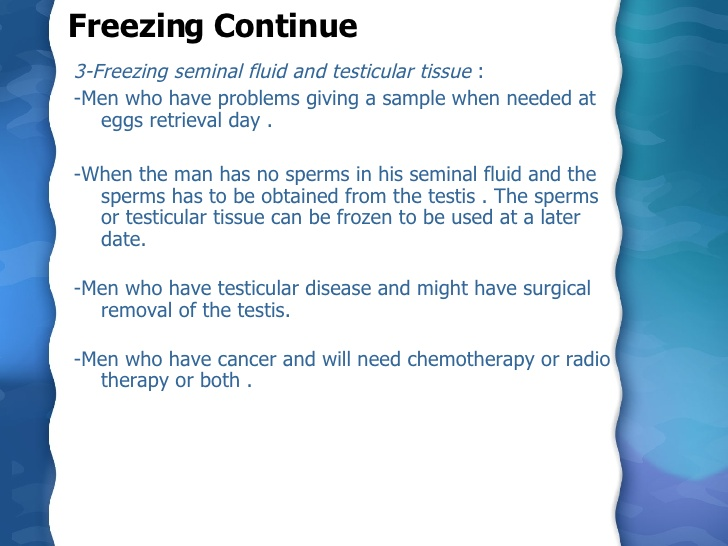 Freezing Continue
3-Freezing seminal fluid and testicular tissue :
-Men who have problems giving a sample when needed at
eggs retrieval day .
-When the man has no sperms in his seminal fluid and the
sperms has to be obtained from the testis . The sperms
or testicular tissue can be frozen to be used at a later
date.
-Men who have testicular disease and might have surgical
removal of the testis.
-Men who have cancer and will need chemotherapy or radio
therapy or both .